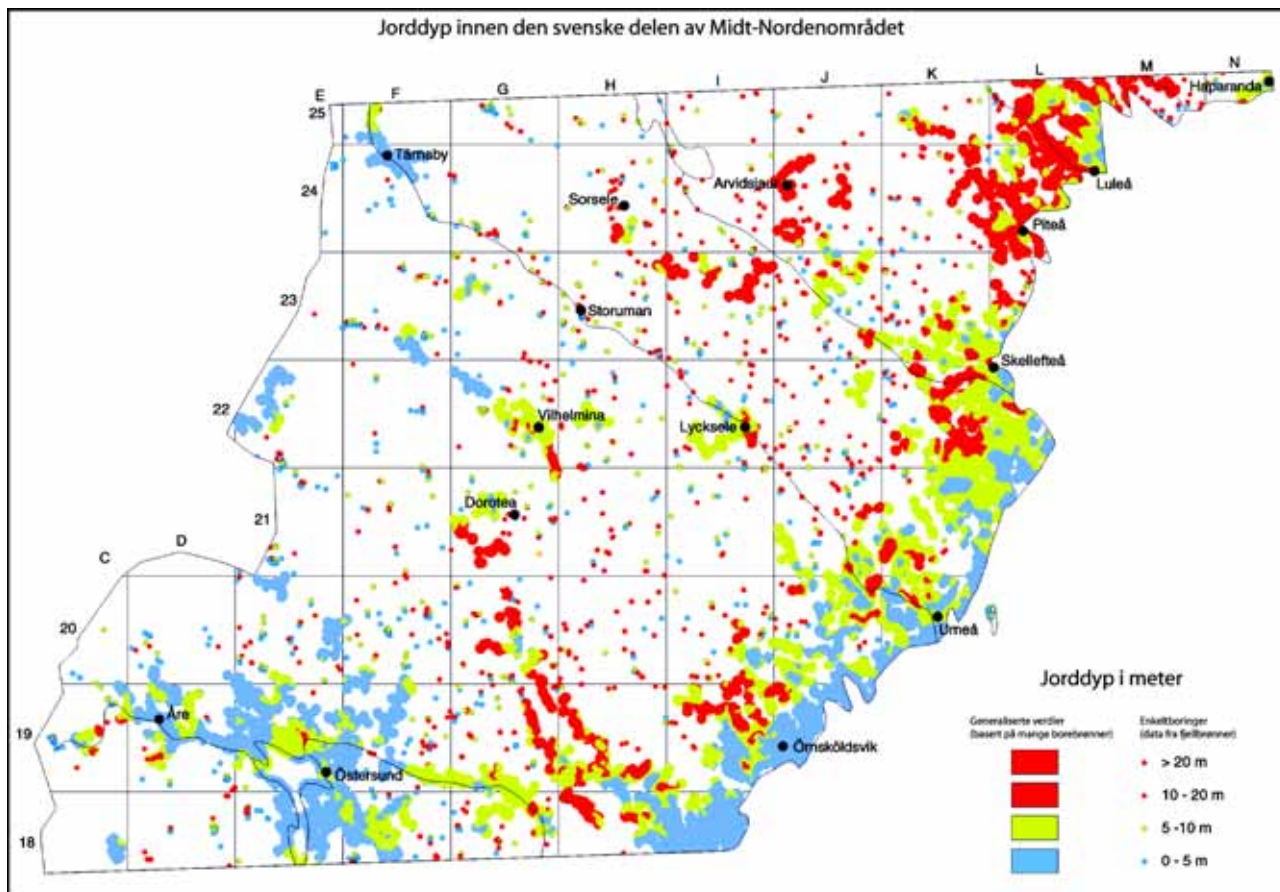 Jorddyp innen den svenske delen av Midt-Nordenområdet
E
F
G
H
I
J
K
L
M
N
25
24
23
22
21
C
D
20
19
18
Haparanda
Tärnaby
Luleå
Arvidsjaur
Sorsele
Piteå
Storuman
Skellefteå
Vilhelmina
Lycksele
Dorotea
Umeå
Åre
Östersund
Örnsköldsvik
Jorddyp i meter
Generaliserte verdier
(basert på mange borebrønner)
Enkeltboringer
(data fra fjellbrønner)
> 20 m
10 - 20 m
5 -10 m
0 - 5 m